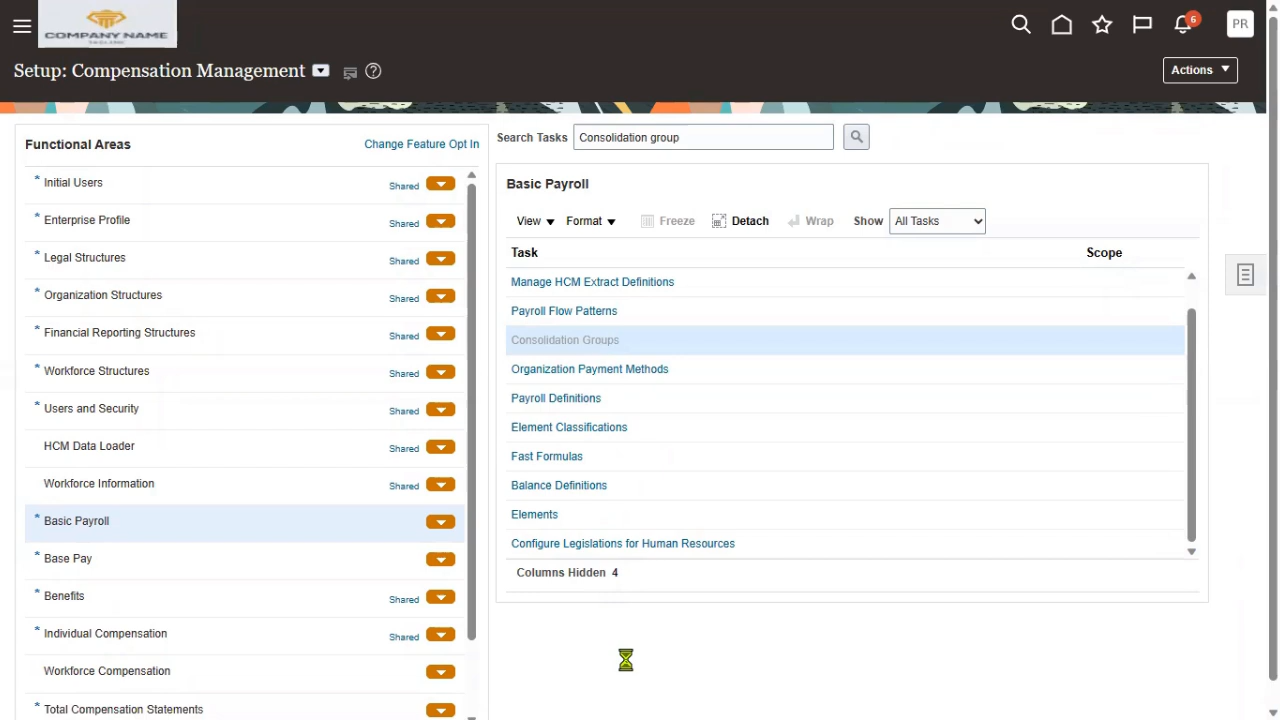 COMPANY NAME
6
PR
Setup: Compensation Management
Actions
Functional Areas
Change Feature Opt In
* Initial Users Shared
* Enterprise Profile Shared
* Legal Structures Shared
* Organization Structures Shared
* Financial Reporting Structures Shared
* Workforce Structures Shared
* Users and Security Shared
HCM Data Loader Shared
Workforce Information Shared
* Basic Payroll
* Base Pay
* Benefits Shared
* Individual Compensation Shared
Workforce Compensation
* Total Compensation Statements
Search Tasks Consolidation group
Basic Payroll
View Format Freeze Detach Wrap Show All Tasks
Task Scope
Manage HCM Extract Definitions
Payroll Flow Patterns
Consolidation Groups
Organization Payment Methods
Payroll Definitions
Element Classifications
Fast Formulas
Balance Definitions
Elements
Configure Legislations for Human Resources
Columns Hidden 4